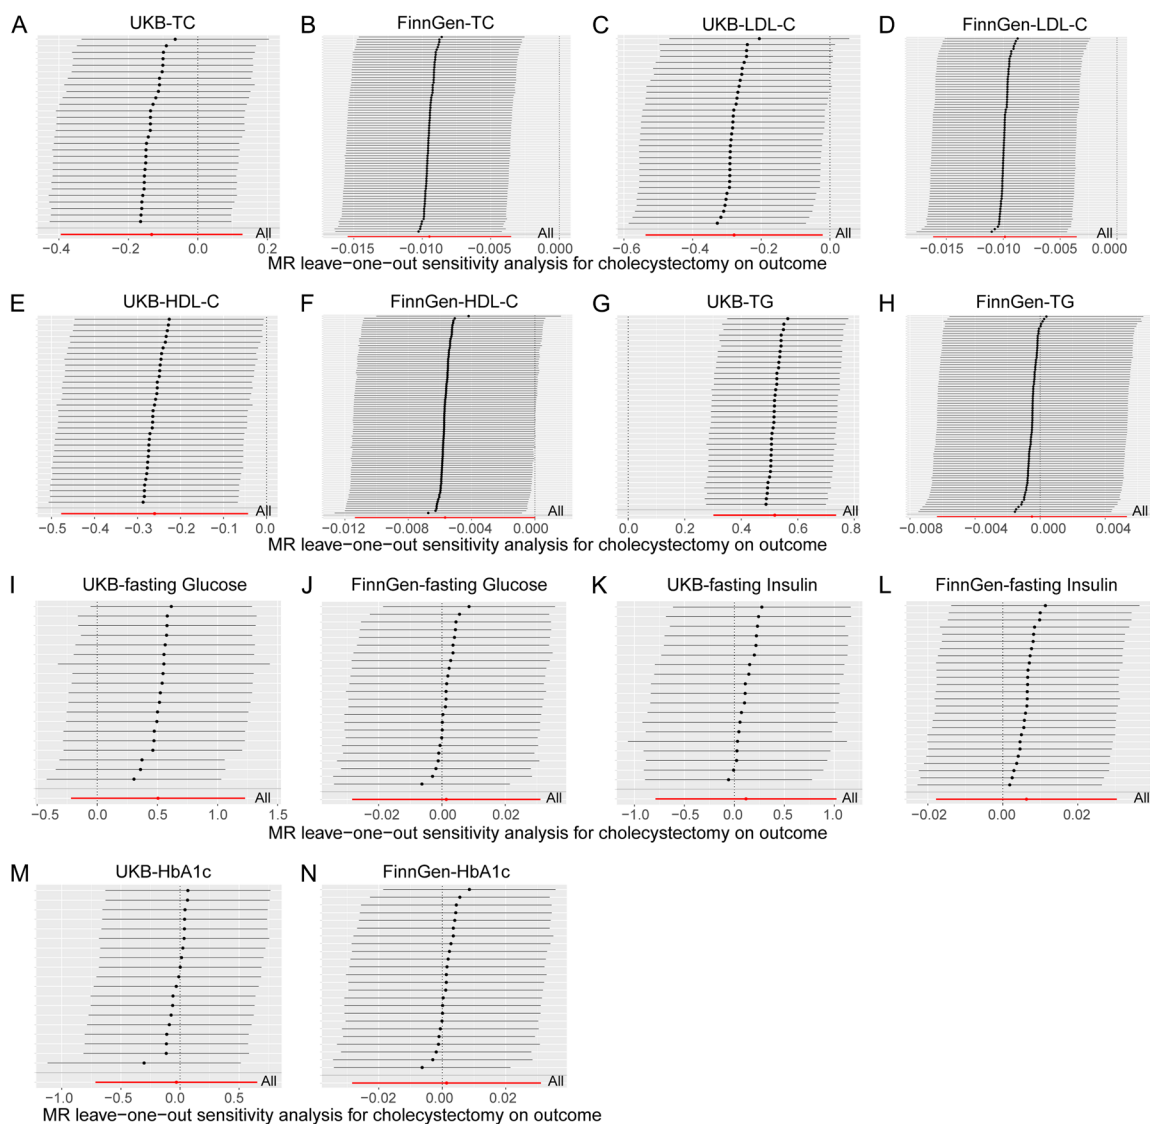 A UKB-TC
B FinnGen-TC
C UKB-LDL-C
D FinnGen-LDL-C
All All All All
−0.4 −0.2 0.0 0.2
−0.015 −0.010 −0.005 0.000
−0.6 −0.4 −0.2 0
−0.015 −0.010 −0.005 0.000
MR leave−one−out sensitivity analysis for cholecystectomy on outcome
E UKB-HDL-C
F FinnGen-HDL-C
G UKB-TG
H FinnGen-TG
All All All All
−0.5 −0.4 −0.3 −0.2 −0.1 0.0
−0.012 −0.008 −0.004 0.000
0.0 0.2 0.4 0.6 0.8
−0.008 −0.004 0.000 0.004
MR leave−one−out sensitivity analysis for cholecystectomy on outcome
I UKB-fasting Glucose
J FinnGen-fasting Glucose
K UKB-fasting Insulin
L FinnGen-fasting Insulin
All All All All
−0.5 0.0 0.5 1.0 1.5
−0.02 0.00 0.02
−1.0 −0.5 0.0 0.5 1.0
−0.02 0.00 0.02
MR leave−one−out sensitivity analysis for cholecystectomy on outcome
M UKB-HbA1c
N FinnGen-HbA1c
All All
−1.0 −0.5 0.0 0.5
−0.02 0.00 0.02
MR leave−one−out sensitivity analysis for cholecystectomy on outcome